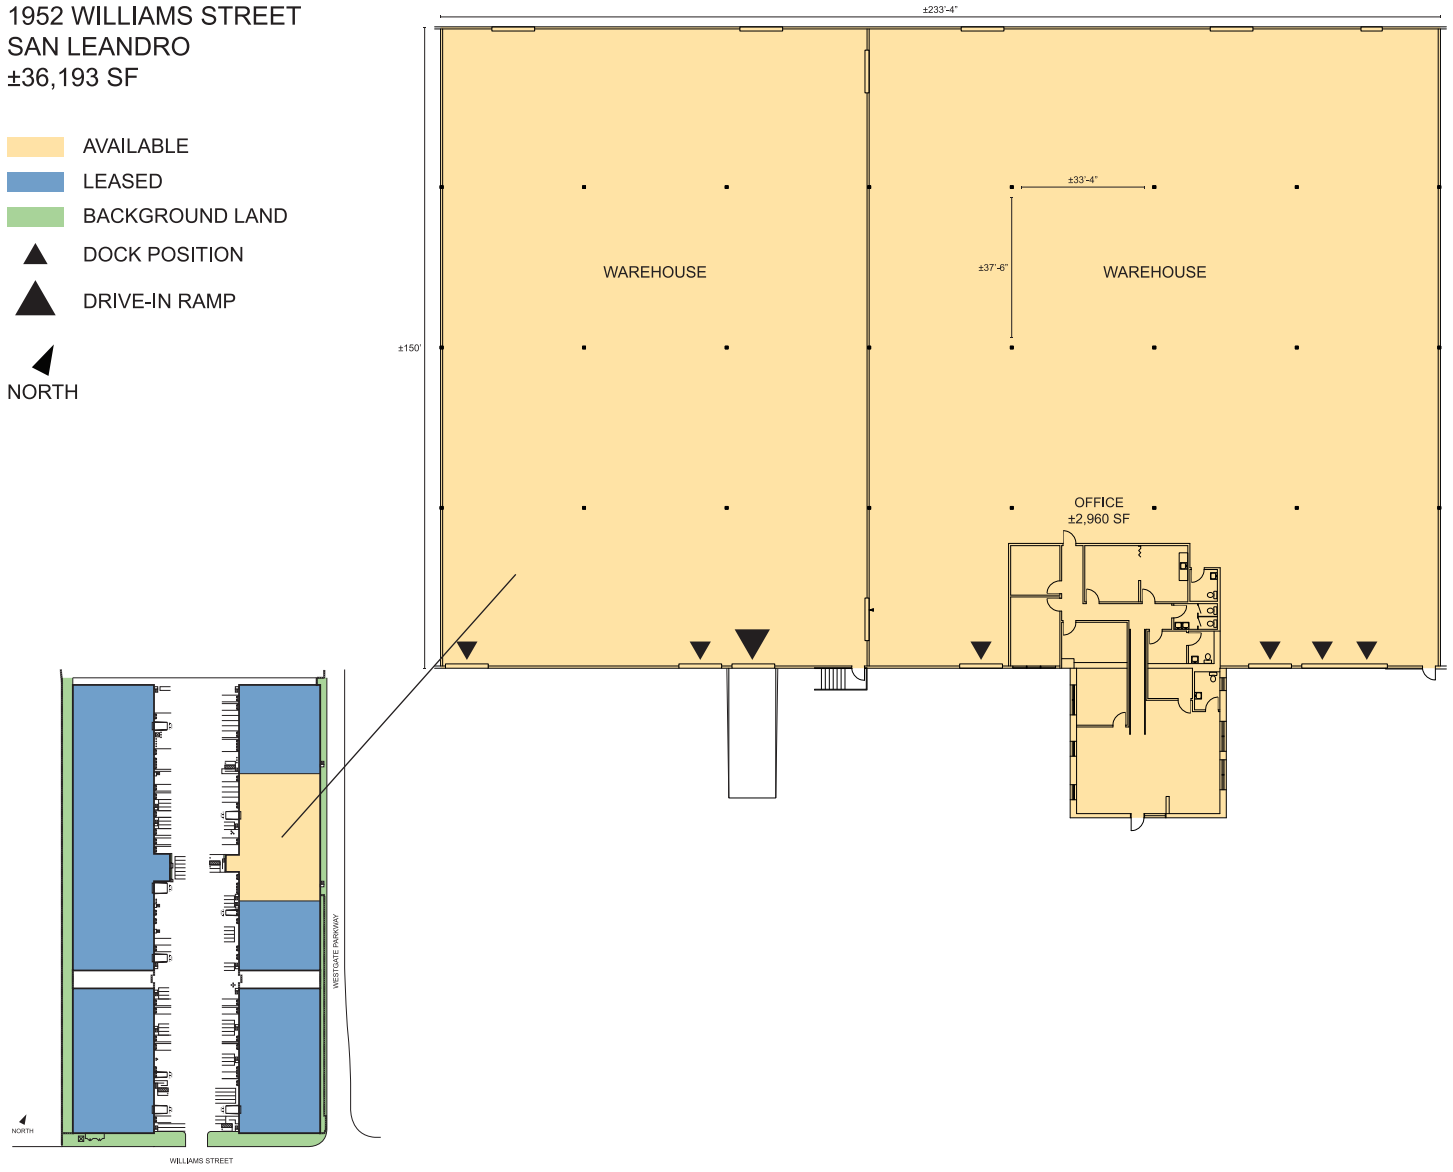 1952 WILLIAMS STREET
SAN LEANDRO
±36,193 SF
AVAILABLE
LEASED
BACKGROUND LAND
DOCK POSITION
DRIVE-IN RAMP
NORTH
±233'-4"
±150'
±33'-4"
±37'-6"
WAREHOUSE
WAREHOUSE
OFFICE
±2,960 SF
WESTGATE PARKWAY
NORTH
WILLIAMS STREET